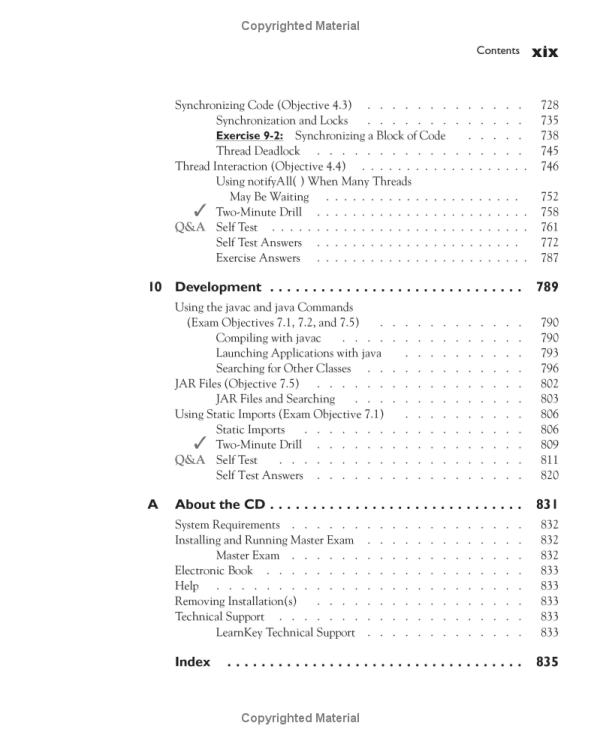 Copyrighted Material
Contents xix
Synchronizing Code (Objective 4.3) . . . . . . . . . . . . . 728
Synchronization and Locks . . . . . . . . . . . . . 735
Exercise 9-2: Synchronizing a Block of Code . . . . . 738
Thread Deadlock . . . . . . . . . . . . . . . . . 745
Thread Interaction (Objective 4.4) . . . . . . . . . . . . . . . . . 746
Using notifyAll( ) When Many Threads
May Be Waiting . . . . . . . . . . . . . . . . 752
✓ Two-Minute Drill . . . . . . . . . . . . . . . . . . 758
Q&A Self Test . . . . . . . . . . . . . . . . . . . . . 761
Self Test Answers . . . . . . . . . . . . . . . . . 772
Exercise Answers . . . . . . . . . . . . . . . . . . 787
10 Development . . . . . . . . . . . . . . . . . . . . . . . . . . . . . . 789
Using the javac and java Commands
(Exam Objectives 7.1, 7.2, and 7.5) . . . . . . . . . . . . 790
Compiling with javac . . . . . . . . . . . . . . . 790
Launching Applications with java . . . . . . . . . . 793
Searching for Other Classes . . . . . . . . . . . . . 796
JAR Files (Objective 7.5) . . . . . . . . . . . . . . . . . 802
JAR Files and Searching . . . . . . . . . . . . . . 803
Using Static Imports (Exam Objective 7.1) . . . . . . . . . . 806
Static Imports . . . . . . . . . . . . . . . . . . 806
✓ Two-Minute Drill . . . . . . . . . . . . . . . . . 809
Q&A Self Test . . . . . . . . . . . . . . . . . . . . 811
Self Test Answers . . . . . . . . . . . . . . . . . 820
A About the CD . . . . . . . . . . . . . . . . . . . . . . . . . . . . . . 831
System Requirements . . . . . . . . . . . . . . . . . . . 832
Installing and Running Master Exam . . . . . . . . . . . . . 832
Master Exam . . . . . . . . . . . . . . . . . . . 832
Electronic Book . . . . . . . . . . . . . . . . . . . . . 833
Help . . . . . . . . . . . . . . . . . . . . . . . . . 833
Removing Installation(s) . . . . . . . . . . . . . . . . . 833
Technical Support . . . . . . . . . . . . . . . . . . . . 833
LearnKey Technical Support . . . . . . . . . . . . . 833
Index . . . . . . . . . . . . . . . . . . . . . . . . . . . . . . . . . . . 835
Copyrighted Material